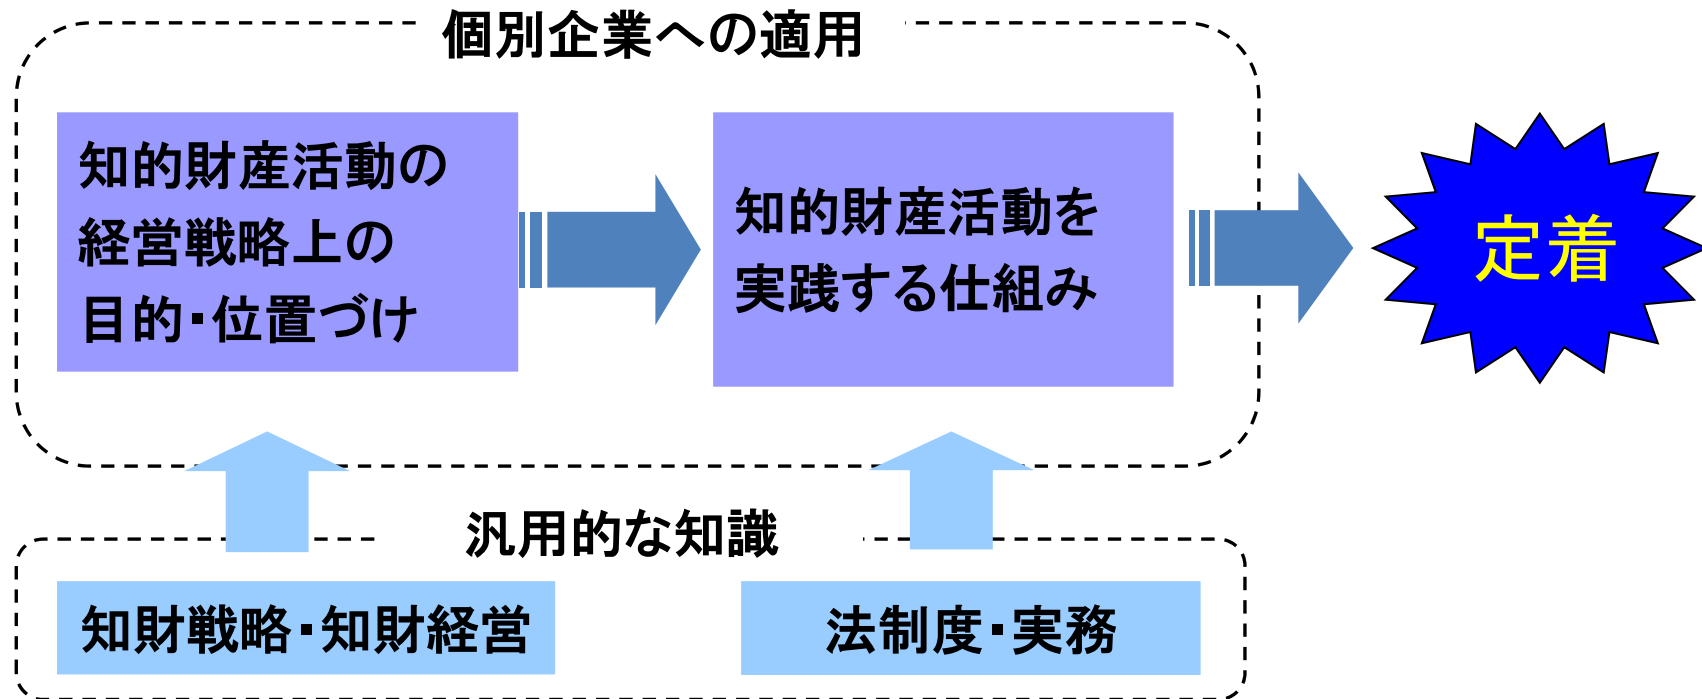 個別企業への適用
知的財産活動の
経営戦略上の
目的･位置づけ
知的財産活動を
実践する仕組み
定着
汎用的な知識
知財戦略･知財経営
法制度･実務